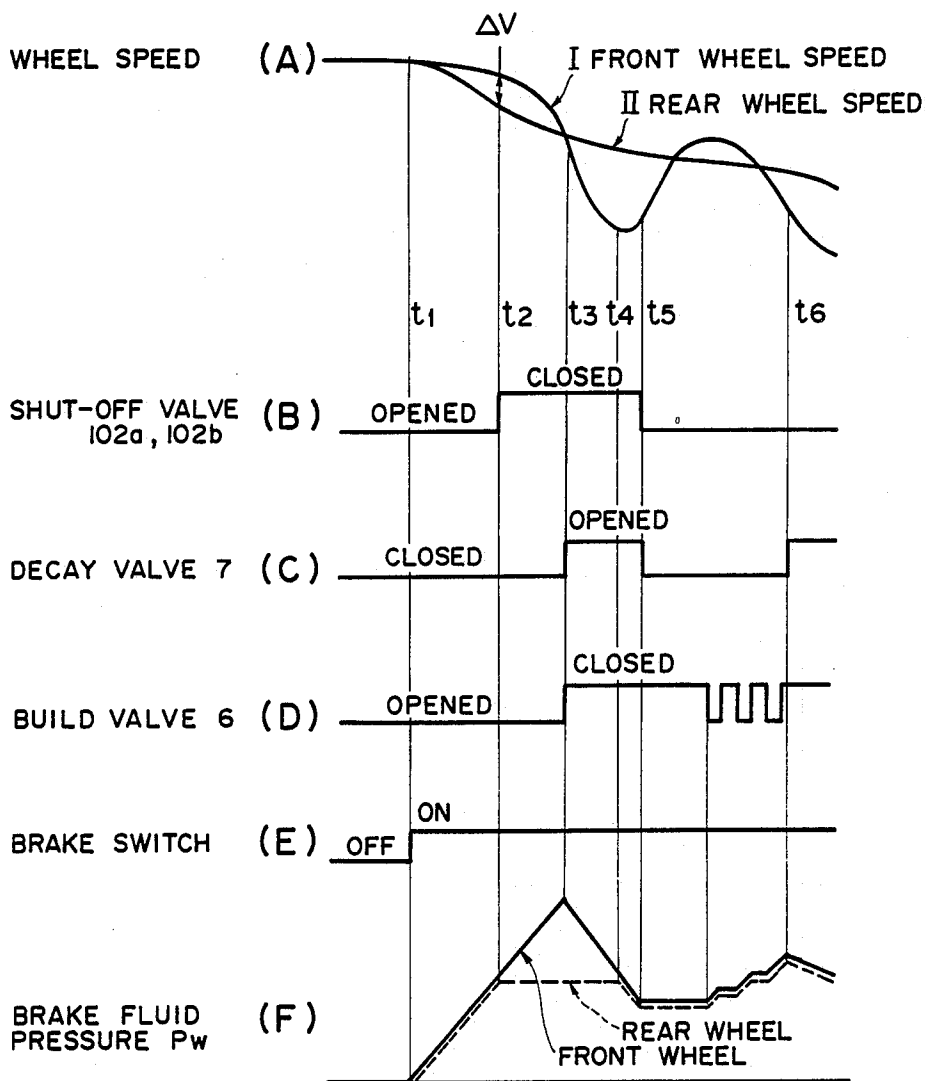 ΔV
WHEEL SPEED (A)
I FRONT WHEEL SPEED
II REAR WHEEL SPEED
t1 t2 t3 t4 t5 t6
CLOSED
SHUT-OFF VALVE (B) OPENED
102a, 102b
OPENED
DECAY VALVE 7 (C) CLOSED
CLOSED
BUILD VALVE 6 (D) OPENED
ON
BRAKE SWITCH (E) OFF
BRAKE FLUID (F)
PRESSURE Pw
REAR WHEEL
FRONT WHEEL